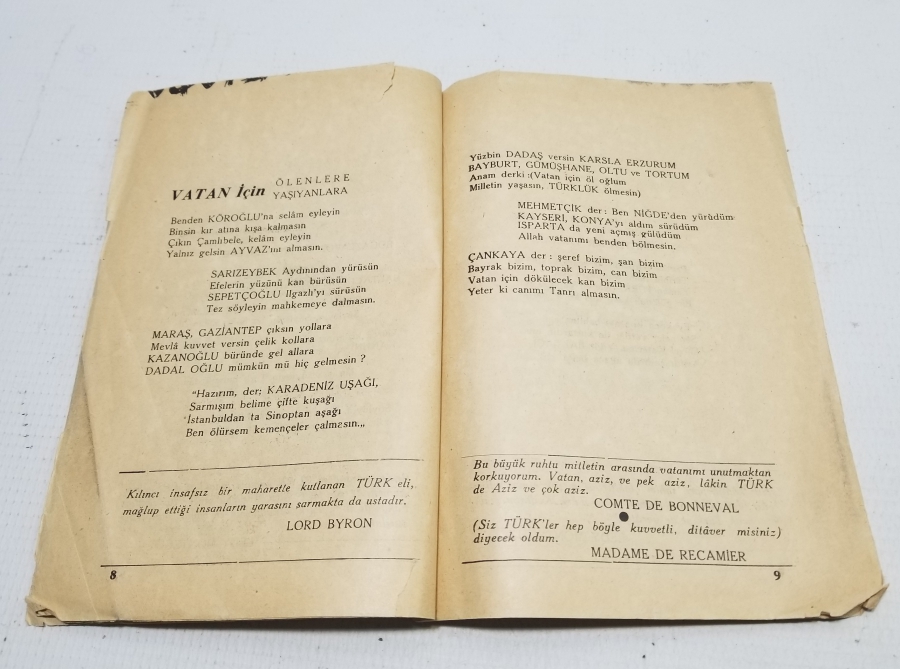 VATAN İçin ÖLENLERE
YAŞIYANLARA
Benden KÖROĞLU'na selâm eyleyin
Binsin kır atına kışa kalmasın
Çıkın Çamlıbele, kelâm eyleyin
Yalnız gelsin AYVAZ'ını almasın.
SARIZEYBEK Aydınından yürüsün
Efelerin yüzünü kan bürüsün
SEPETÇOĞLU Ilgazlı'yı sürüsün
Tez söyleyin mahkemeye dalmasın.
MARAŞ, GAZİANTEP çıksın yollara
Mevlâ kuvvet versin çelik kollara
KAZANOĞLU büründe gel allara
DADAL OĞLU mümkün mü hiç gelmesin ?
"Hazırım, der; KARADENİZ UŞAĞI,
Sarmışım belime çifte kuşağı
İstanbuldan ta Sinoptan aşağı
Ben ölürsem kemençeler çalmasın.,,
Kılıncı insafsız bir maharetle kutlanan TÜRK eli,
mağlup ettiği insanların yarasını sarmakta da ustadır.
LORD BYRON
8
Yüzbin DADAŞ versin KARSLA ERZURUM
BAYBURT, GÜMÜŞHANE, OLTU ve TORTUM
Anam derki :(Vatan için öl oğlum
Milletin yaşasın, TÜRKLÜK ölmesin)
MEHMETÇİK der : Ben NİĞDE'den yürüdüm
KAYSERİ, KONYA'yı aldım sürüdüm
ISPARTA da yeni açmış gülüdüm
Allah vatanımı benden bölmesin.
ÇANKAYA der : şeref bizim, şan bizim
Bayrak bizim, toprak bizim, can bizim
Vatan için dökülecek kan bizim
Yeter ki canımı Tanrı almasın.
Bu büyük ruhlu milletin arasında vatanımı unutmaktan
korkuyorum. Vatan, aziz, ve pek aziz, lâkin TÜRK
de Aziz ve çok aziz.
COMTE DE BONNEVAL
(Siz TÜRK'ler hep böyle kuvvetli, dilâver misiniz)
diyecek oldum.
MADAME DE RECAMİER
9